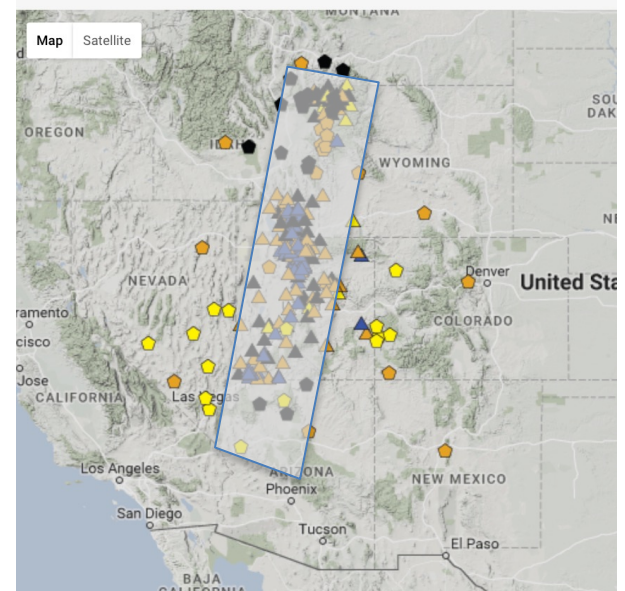 MONTANA
Map Satellite
d
SOU
DAK
OREGON
WYOMING
NE
Denver
NEVADA
United Sta
ramento
COLORADO
cisco
Jose
Las Vegas
CALIFORNIA
Los Angeles
ARIZONA
NEW MEXICO
Phoenix
San Diego
Tucson
El Paso
BAJA
CALIFORNIA